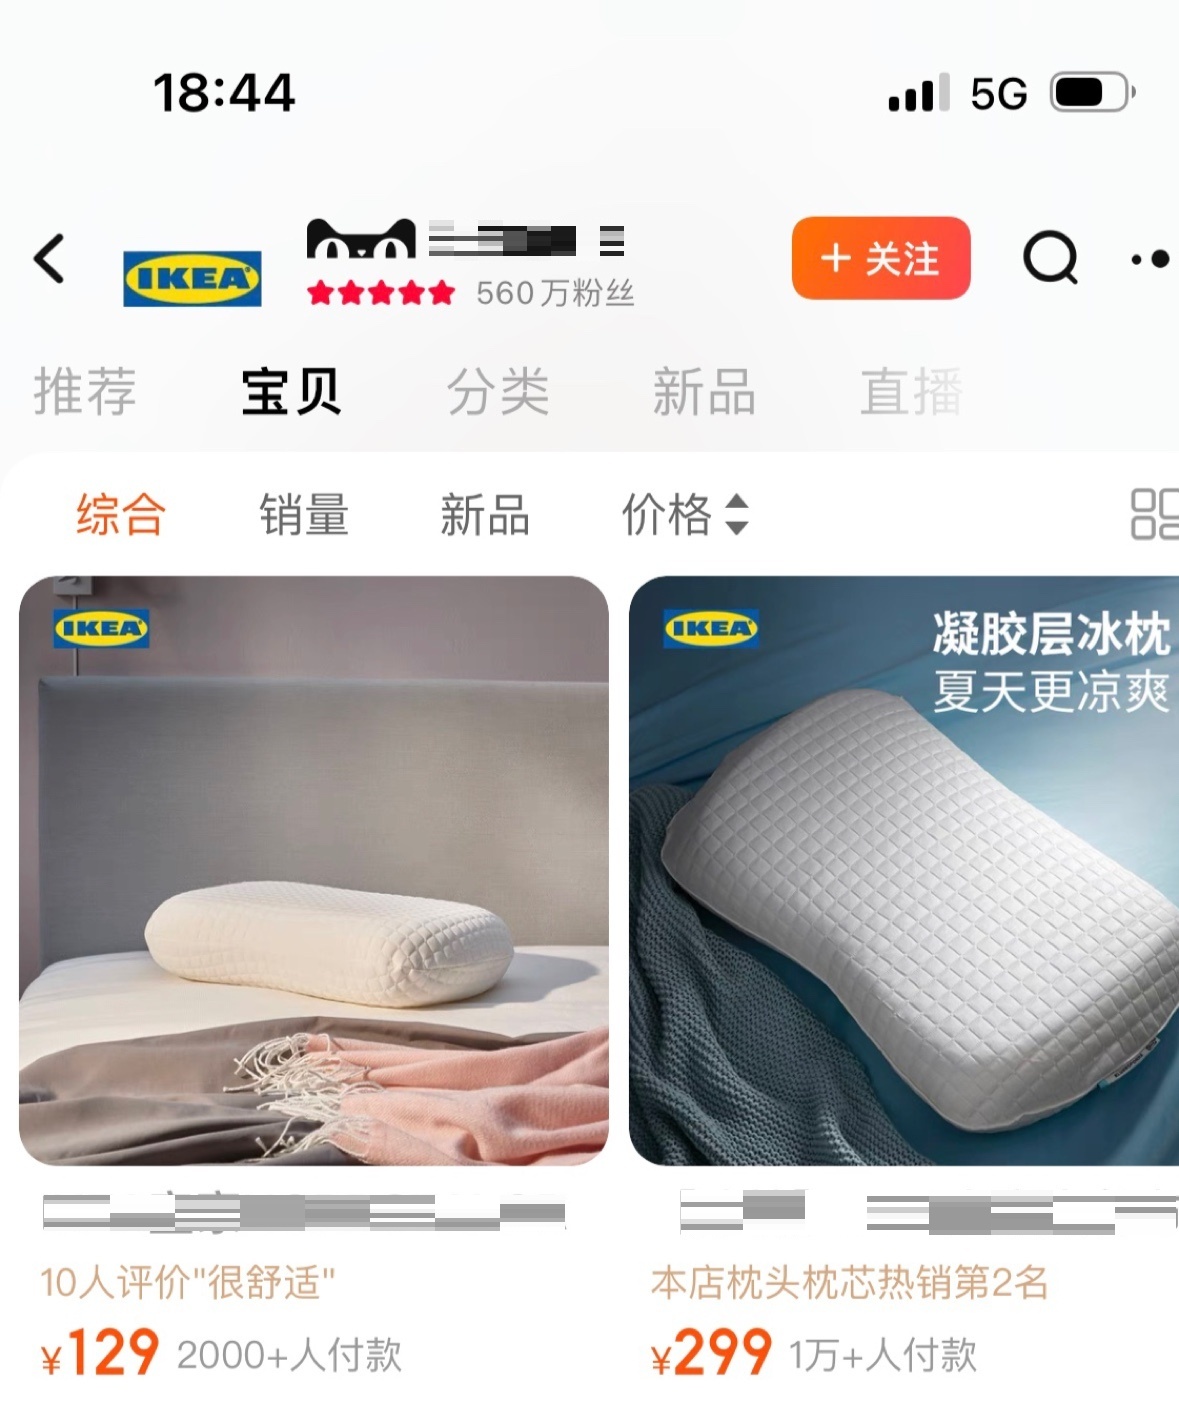 18:44
5G
IKEA
560万粉丝
+ 关注
推荐 宝贝 分类 新品 直播
综合 销量 新品 价格
IKEA
IKEA
凝胶层冰枕
夏天更凉爽
10人评价"很舒适"
¥129 2000+人付款
本店枕头枕芯热销第2名
¥299 1万+人付款